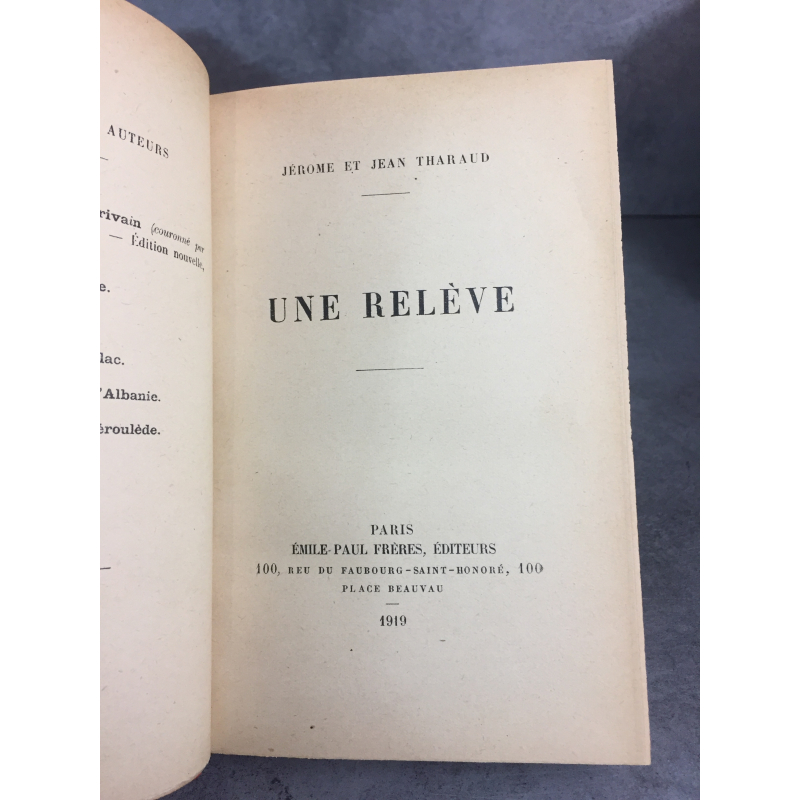 AUTEURS
rivain (couronné par
— Édition nouvelle,
e.
lac.
'Albanie.
éroulède.
JÉROME ET JEAN THARAUD
UNE RELÈVE
PARIS
ÉMILE-PAUL FRÈRES, ÉDITEURS
100, REU DU FAUBOURG-SAINT-HONORÉ, 100
PLACE BEAUVAU
1919